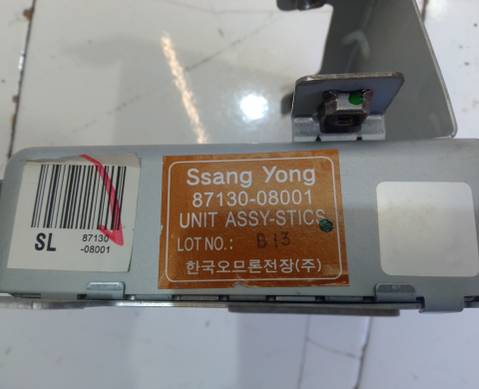 Ssang Yong
87130-08001
UNIT ASSY-STICS
LOT NO.: B13
한국오므론전장(주)
SL
87130
-08001